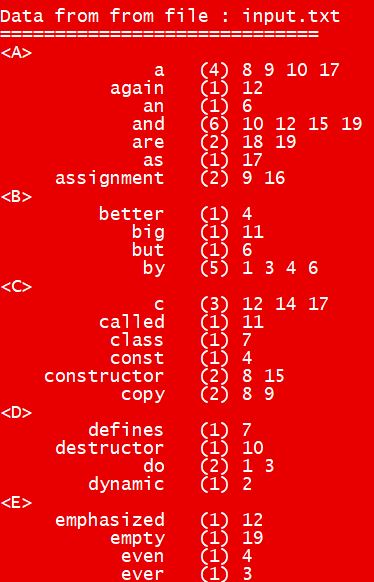 Data from from file : input.txt
=============================
<A>
a (4) 8 9 10 17
again (1) 12
an (1) 6
and (6) 10 12 15 19
are (2) 18 19
as (1) 17
assignment (2) 9 16
<B>
better (1) 4
big (1) 11
but (1) 6
by (5) 1 3 4 6
<C>
c (3) 12 14 17
called (1) 11
class (1) 7
const (1) 4
constructor (2) 8 15
copy (2) 8 9
<D>
defines (1) 7
destructor (1) 10
do (2) 1 3
dynamic (1) 2
<E>
emphasized (1) 12
empty (1) 19
even (1) 4
ever (1) 3